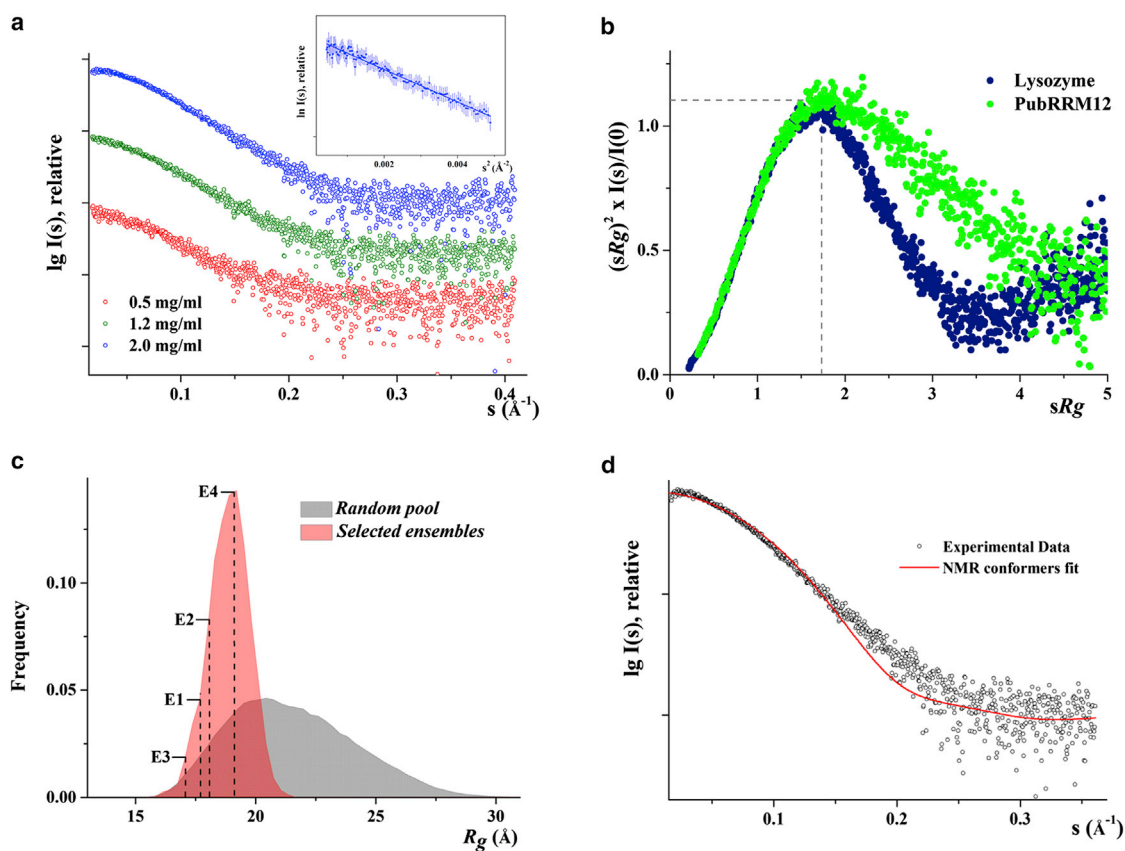 a
lg I(s), relative
0.5 mg/ml
1.2 mg/ml
2.0 mg/ml
0.1 0.2 0.3 0.4
s (Å⁻¹)
ln I(s), relative
0.002 0.004
s² (Å⁻²)
b
(sRg)² x I(s)/I(0)
1.0
0.5
0.0
Lysozyme
PubRRM12
0 1 2 3 4 5
sRg
c
Frequency
0.10
0.05
0.00
E4
E2
E1
E3
Random pool
Selected ensembles
15 20 25 30
Rg (Å)
d
lg I(s), relative
Experimental Data
NMR conformers fit
0.1 0.2 0.3
s (Å⁻¹)